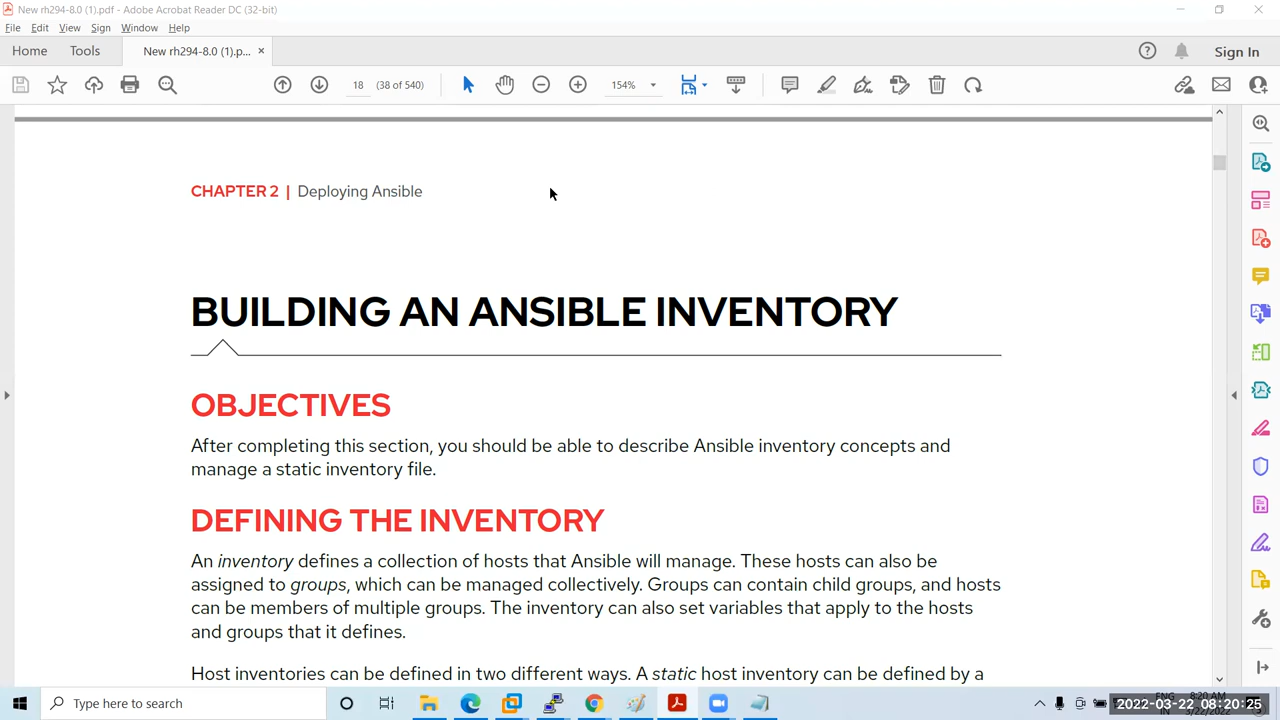 New rh294-8.0 (1).pdf - Adobe Acrobat Reader DC (32-bit)
File Edit View Sign Window Help
Home Tools New rh294-8.0 (1).p... × Sign In
18 (38 of 540) 154%
CHAPTER 2 | Deploying Ansible
BUILDING AN ANSIBLE INVENTORY
OBJECTIVES
After completing this section, you should be able to describe Ansible inventory concepts and
manage a static inventory file.
DEFINING THE INVENTORY
An inventory defines a collection of hosts that Ansible will manage. These hosts can also be
assigned to groups, which can be managed collectively. Groups can contain child groups, and hosts
can be members of multiple groups. The inventory can also set variables that apply to the hosts
and groups that it defines.
Host inventories can be defined in two different ways. A static host inventory can be defined by a
Type here to search
ENG
8:20 AM
2022-03-22 08:20:25